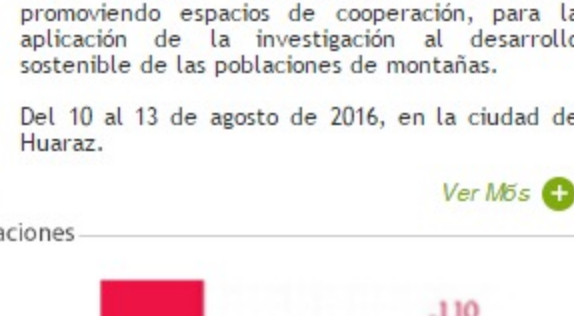 promoviendo espacios de cooperación, para la
aplicación de la investigación al desarrollo
sostenible de las poblaciones de montañas.
Del 10 al 13 de agosto de 2016, en la ciudad de
Huaraz.
Ver Mõs
aciones